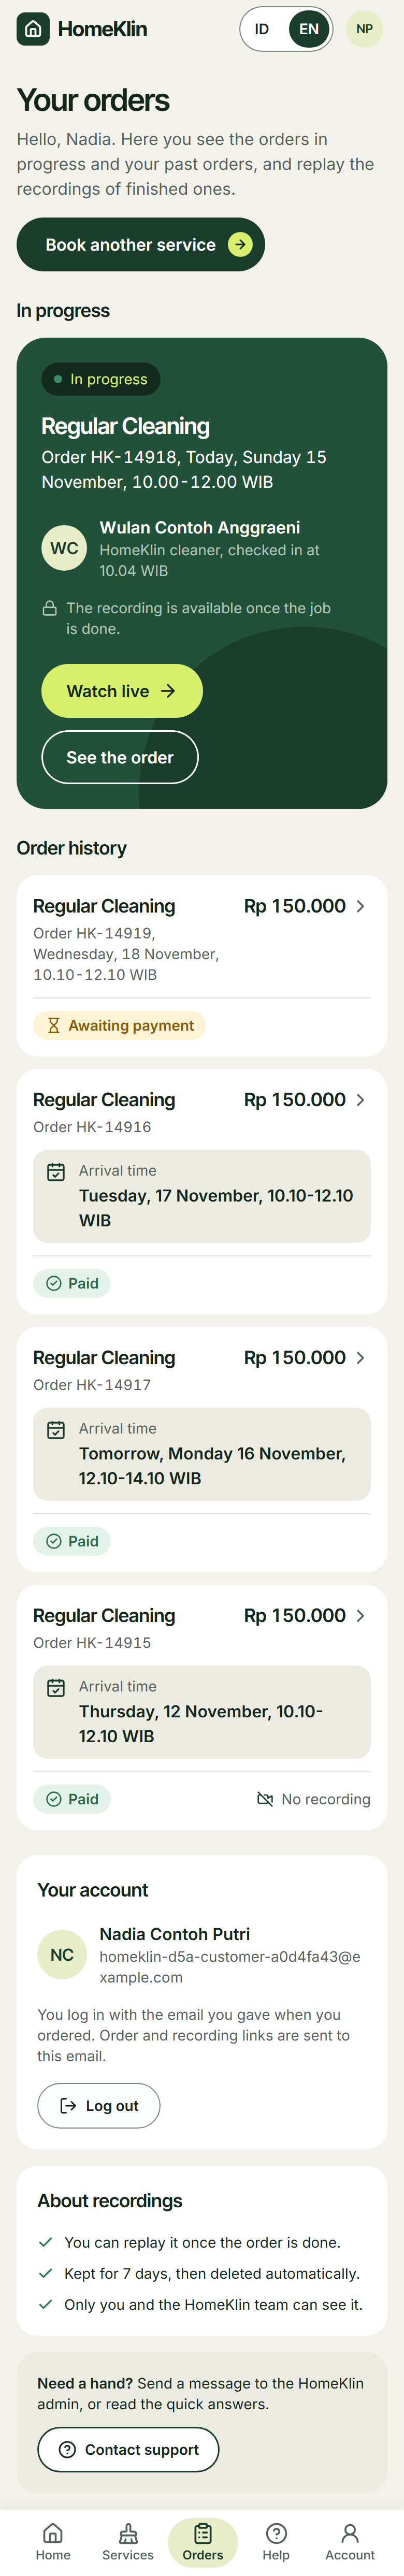 HomeKlin
ID EN NP
Your orders
Hello, Nadia. Here you see the orders in
progress and your past orders, and replay the
recordings of finished ones.
Book another service
In progress
In progress
Regular Cleaning
Order HK-14918, Today, Sunday 15
November, 10.00-12.00 WIB
WC
Wulan Contoh Anggraeni
HomeKlin cleaner, checked in at
10.04 WIB
The recording is available once the job
is done.
Watch live
See the order
Order history
Regular Cleaning Rp 150.000
Order HK-14919,
Wednesday, 18 November,
10.10-12.10 WIB
Awaiting payment
Regular Cleaning Rp 150.000
Order HK-14916
Arrival time
Tuesday, 17 November, 10.10-12.10
WIB
Paid
Regular Cleaning Rp 150.000
Order HK-14917
Arrival time
Tomorrow, Monday 16 November,
12.10-14.10 WIB
Paid
Regular Cleaning Rp 150.000
Order HK-14915
Arrival time
Thursday, 12 November, 10.10-
12.10 WIB
Paid No recording
Your account
NC
Nadia Contoh Putri
homeklin-d5a-customer-a0d4fa43@e
xample.com
You log in with the email you gave when you
ordered. Order and recording links are sent to
this email.
Log out
About recordings
You can replay it once the order is done.
Kept for 7 days, then deleted automatically.
Only you and the HomeKlin team can see it.
Need a hand? Send a message to the HomeKlin
admin, or read the quick answers.
Contact support
Home Services Orders Help Account